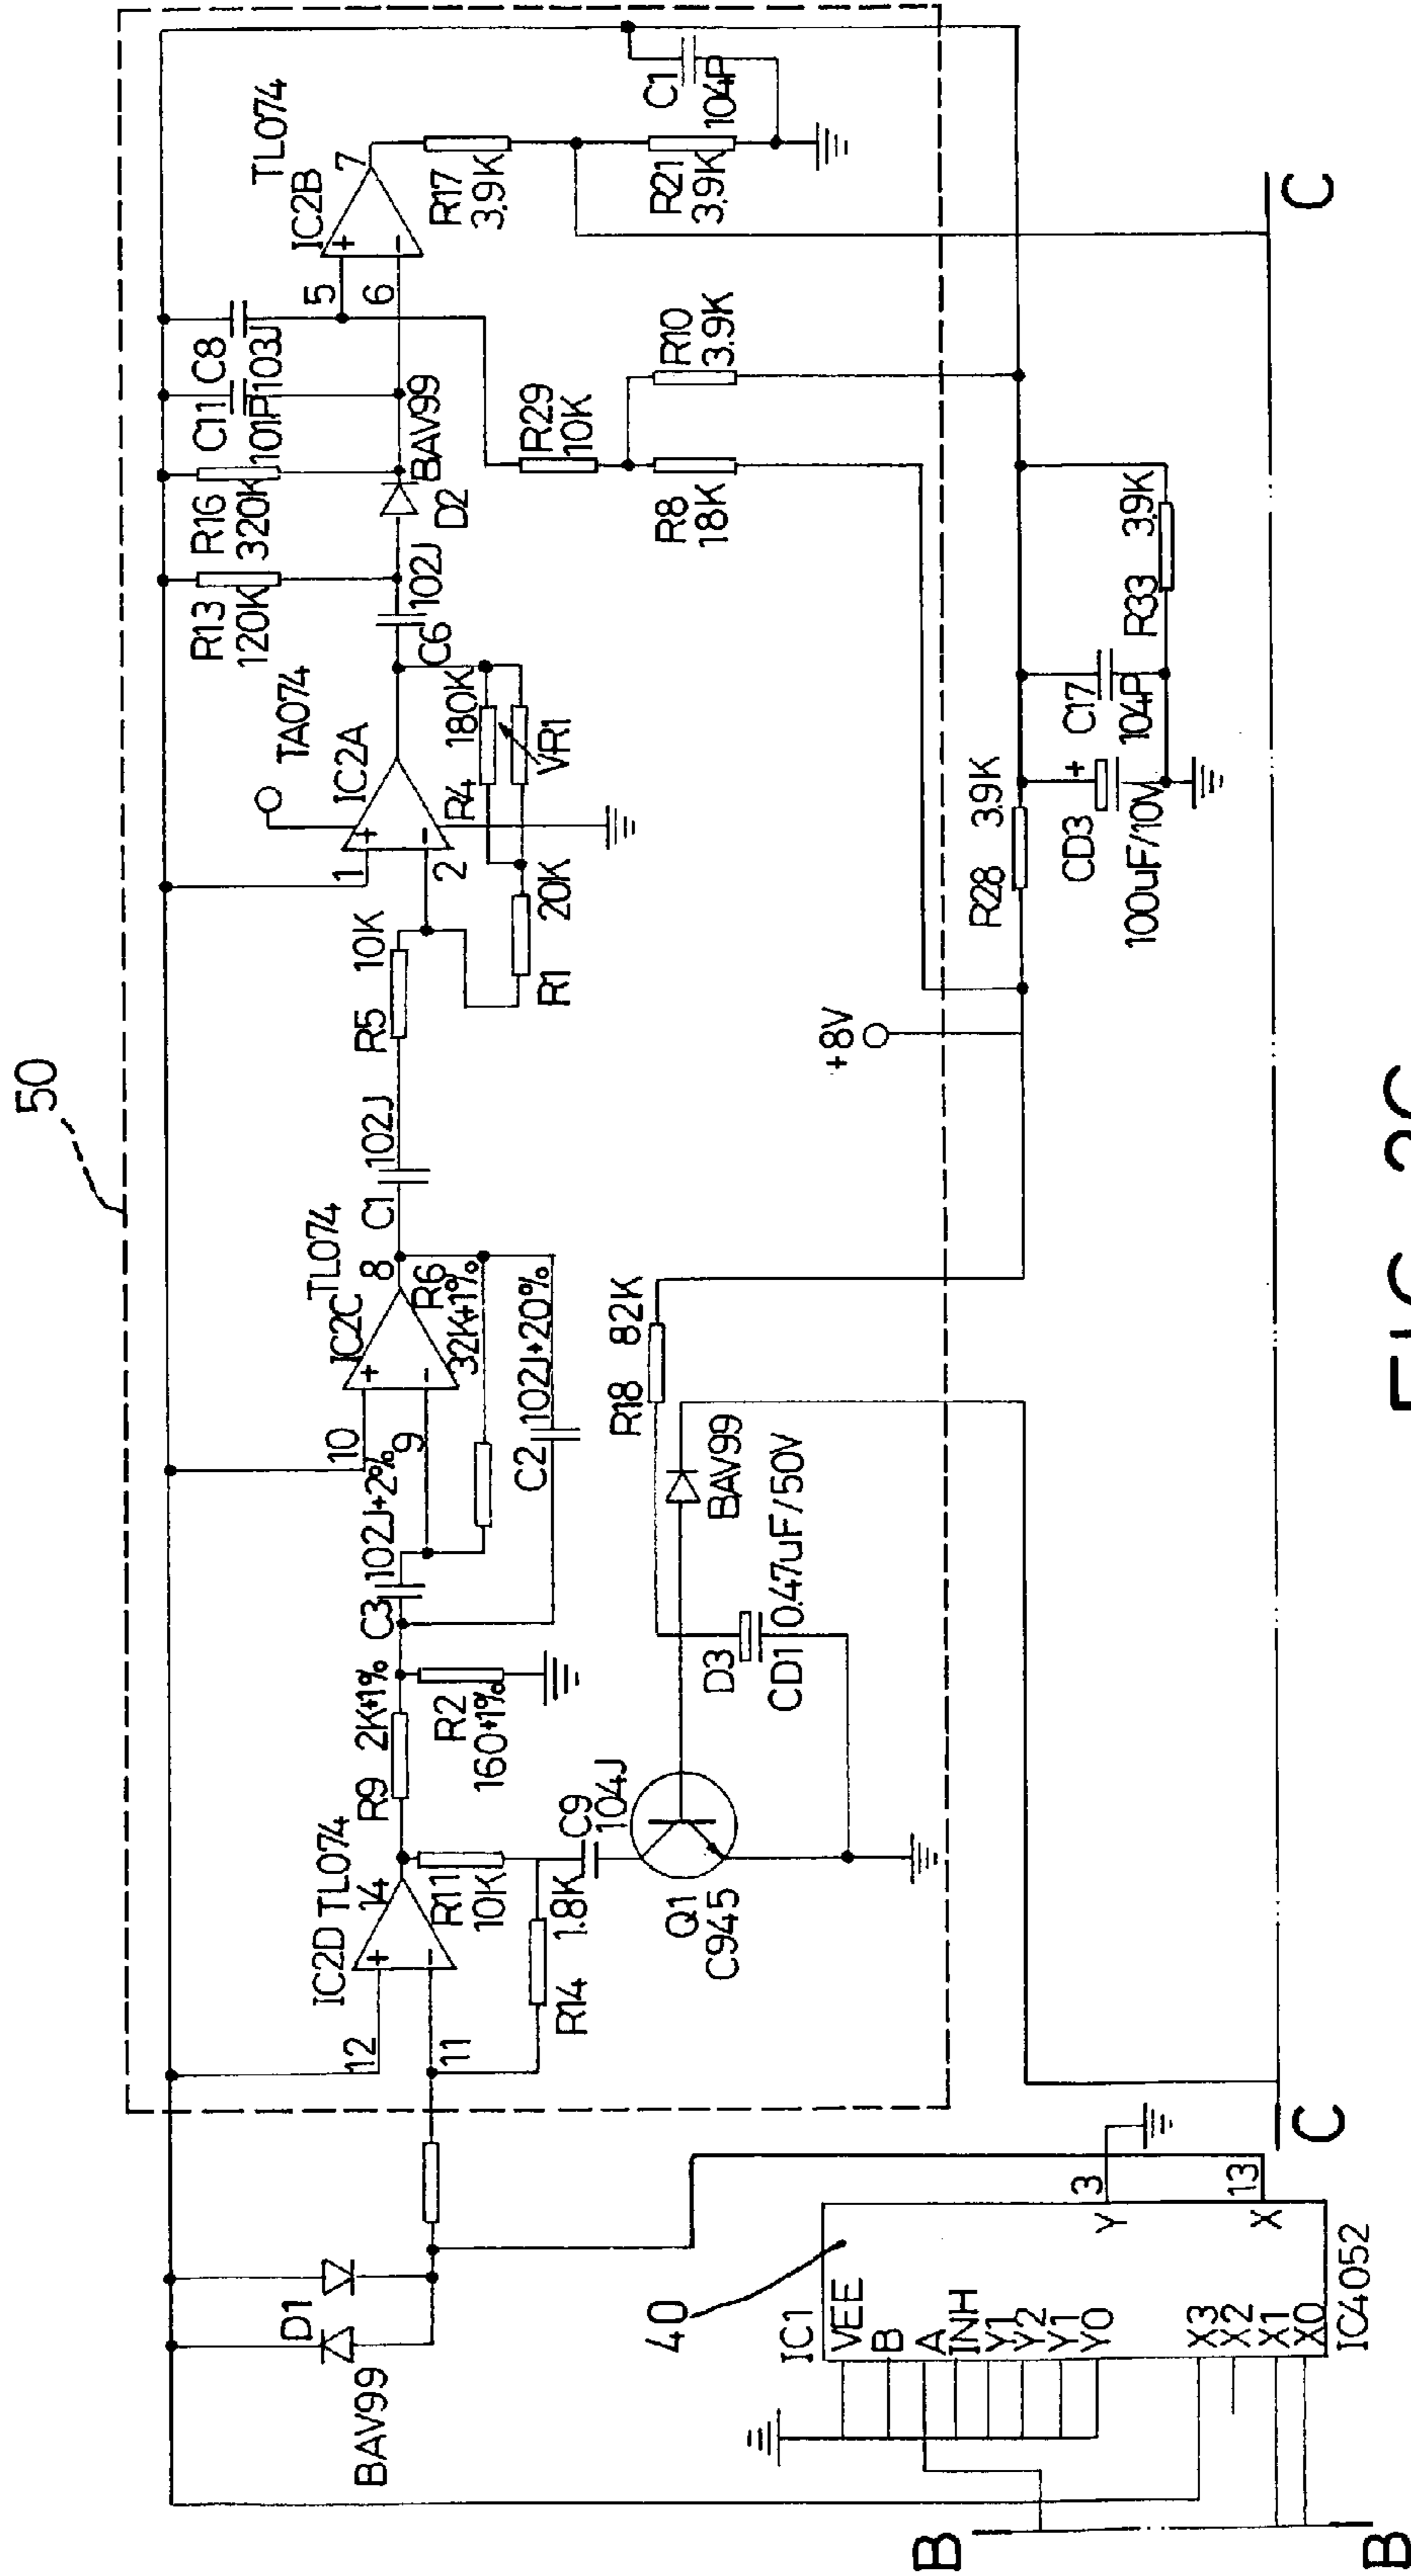 50
BAV99
D1
IC2D TL074
12
11
14
R9 2K+1%
R11
10K
R14 1.8K
R2
160+1%
C9
104J
Q1
C945
C3 102J+2%
10
9
IC2C
TL074
8
R6
32K+1%
C2 102J+20%
D3
CD1 0.47uF/50V
BAV99
R18 82K
C1 102J
R5 10K
1
2
IC2A
TA074
R1 20K
R4 180K
VR1
C6 102J
R13
120K
R16
320K
D2
BAV99
C11
101P
C8
103J
5
6
IC2B
TL074
7
R17
3.9K
R21
3.9K
C1
104P
R29
10K
R8
18K
R10
3.9K
+8V
R28 3.9K
CD3 +
100uF/10V
C17
104P
R33 3.9K
40
IC1
VEE
B
A
INH
Y1
Y2
Y1
Y0
X3
X2
X1
X0
Y
3
X
13
IC4052
B
B
C
C